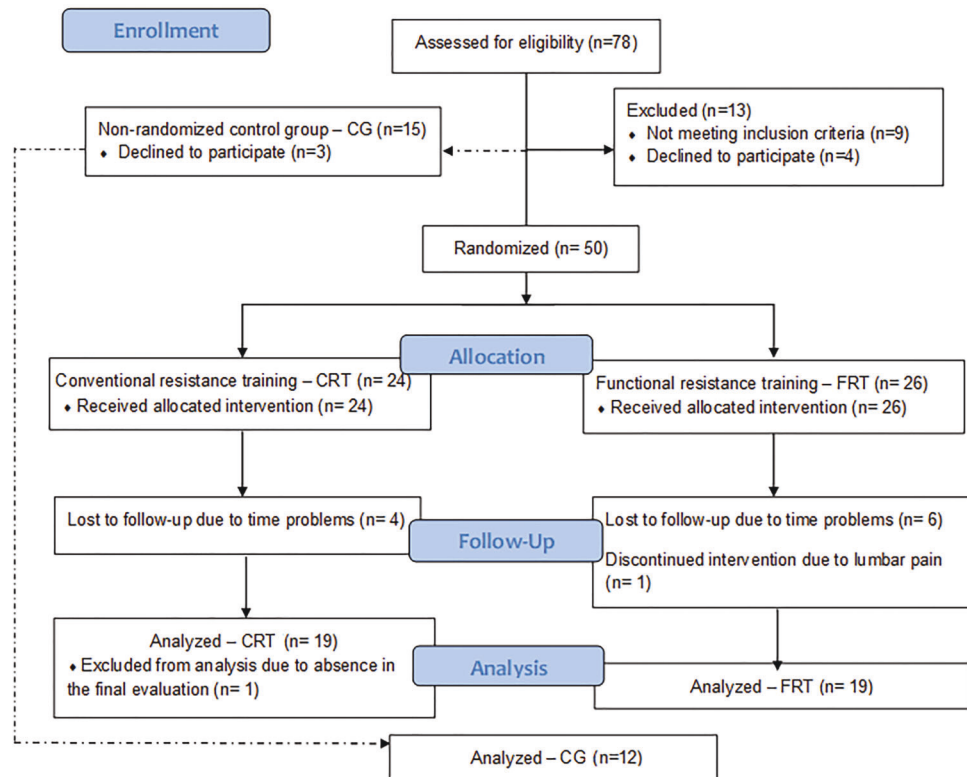 Enrollment
Assessed for eligibility (n=78)
Non-randomized control group – CG (n=15)
♦ Declined to participate (n=3)
Excluded (n=13)
♦ Not meeting inclusion criteria (n=9)
♦ Declined to participate (n=4)
Randomized (n= 50)
Allocation
Conventional resistance training – CRT (n= 24)
♦ Received allocated intervention (n= 24)
Functional resistance training – FRT (n= 26)
♦ Received allocated intervention (n= 26)
Lost to follow-up due to time problems (n= 4)
Follow-Up
Lost to follow-up due to time problems (n= 6)
Discontinued intervention due to lumbar pain
(n= 1)
Analyzed – CRT (n= 19)
♦ Excluded from analysis due to absence in
the final evaluation (n= 1)
Analysis
Analyzed – FRT (n= 19)
Analyzed – CG (n=12)